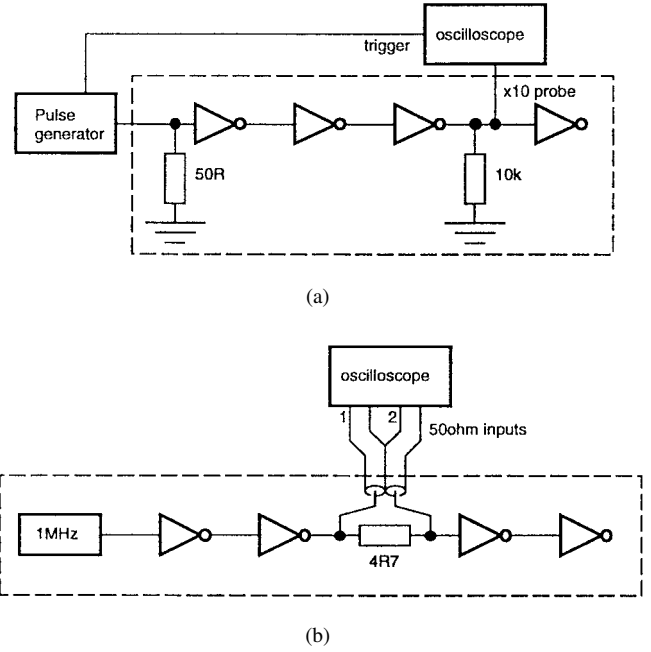 oscilloscope
trigger
x10 probe
Pulse
generator
50R
10k
(a)
oscilloscope
1
2
50ohm inputs
1MHz
4R7
(b)